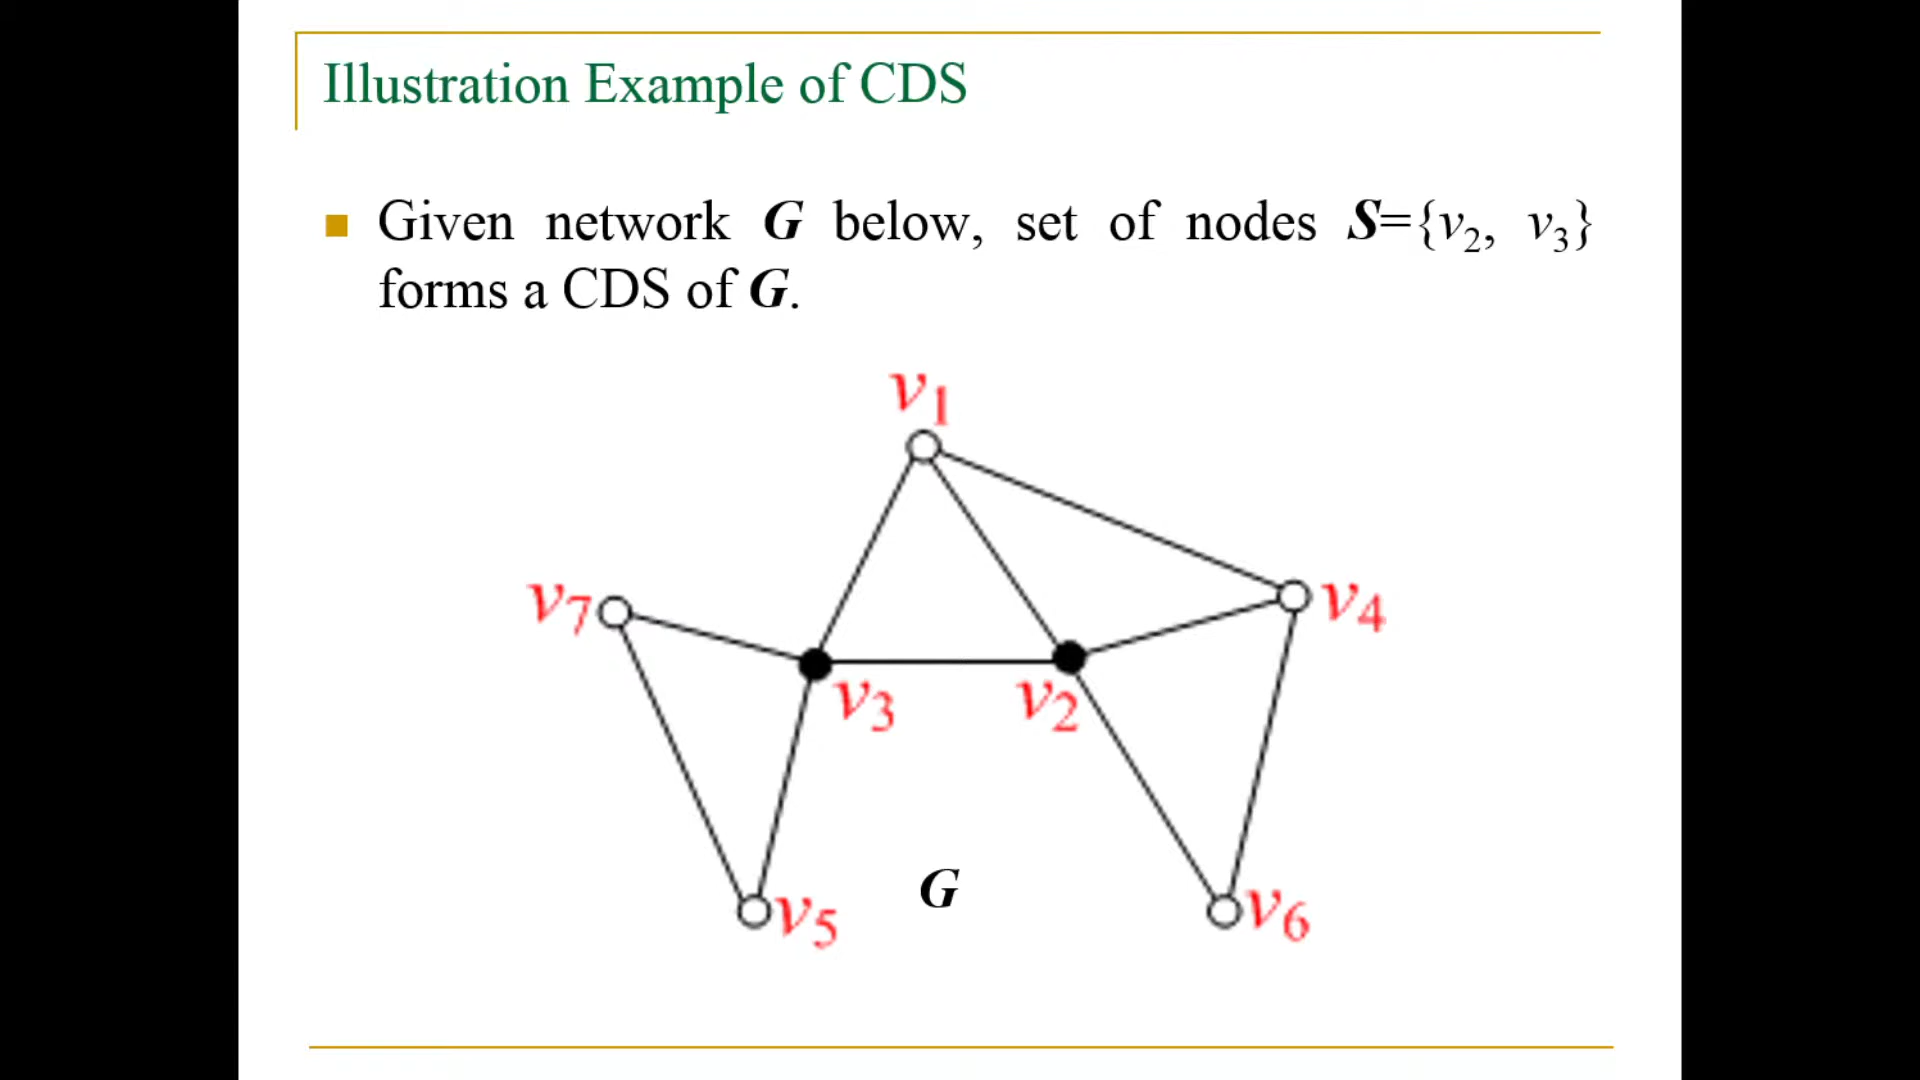 Illustration Example of CDS
Given network G below, set of nodes S={v2, v3}
forms a CDS of G.
v1
v7
v4
v3
v2
G
v5
v6